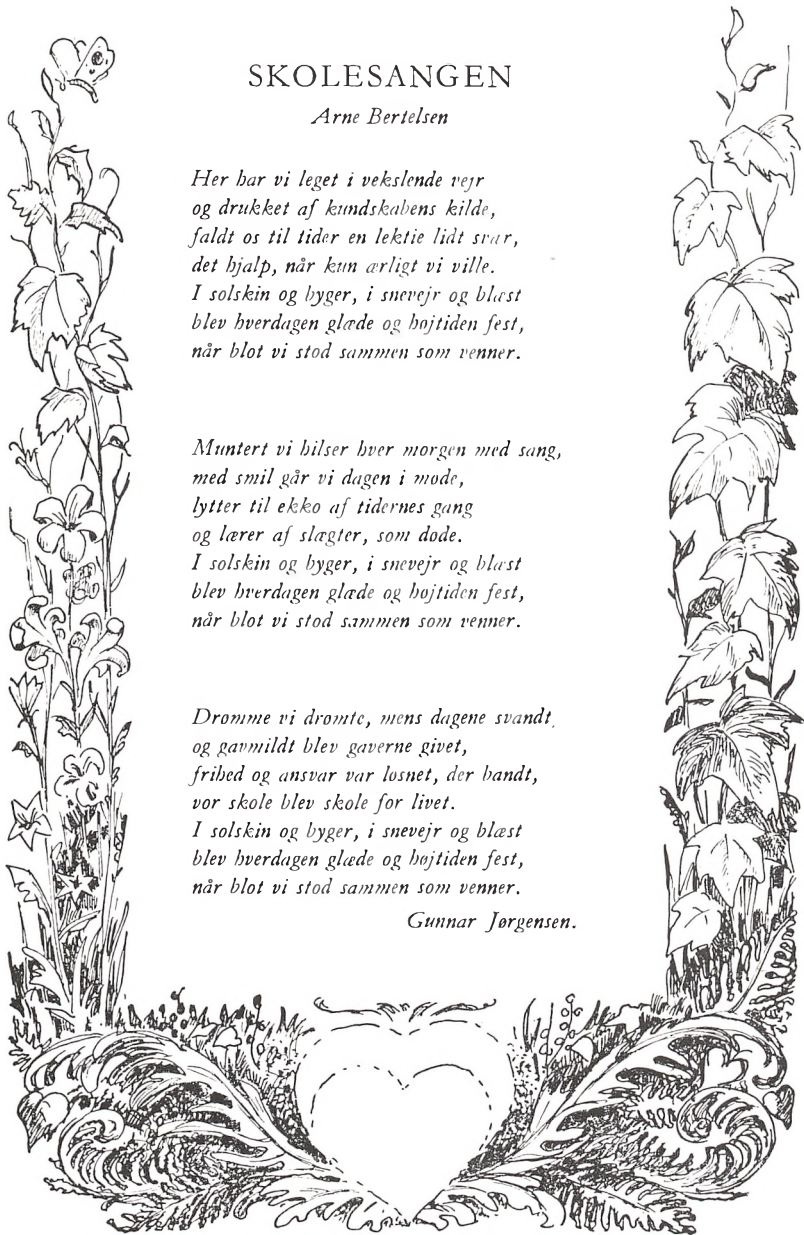 SKOLESANGEN
Arne Bertelsen
Her har vi leget i vekslende vejr
og drukket af kundskabens kilde,
faldt os til tider en lektie lidt svær,
det hjalp, når kun ærligt vi ville.
I solskin og byger, i snevejr og blæst
blev hverdagen glæde og højtiden fest,
når blot vi stod sammen som venner.
Muntert vi hilser hver morgen med sang,
med smil går vi dagen i møde,
lytter til ekko af tidernes gang
og lærer af slægter, som døde.
I solskin og byger, i snevejr og blæst
blev hverdagen glæde og højtiden fest,
når blot vi stod sammen som venner.
Drømme vi drømte, mens dagene svandt,
og gavmildt blev gaverne givet,
frihed og ansvar var løsnet, der bandt,
vor skole blev skole for livet.
I solskin og byger, i snevejr og blæst
blev hverdagen glæde og højtiden fest,
når blot vi stod sammen som venner.
Gunnar Jørgensen.